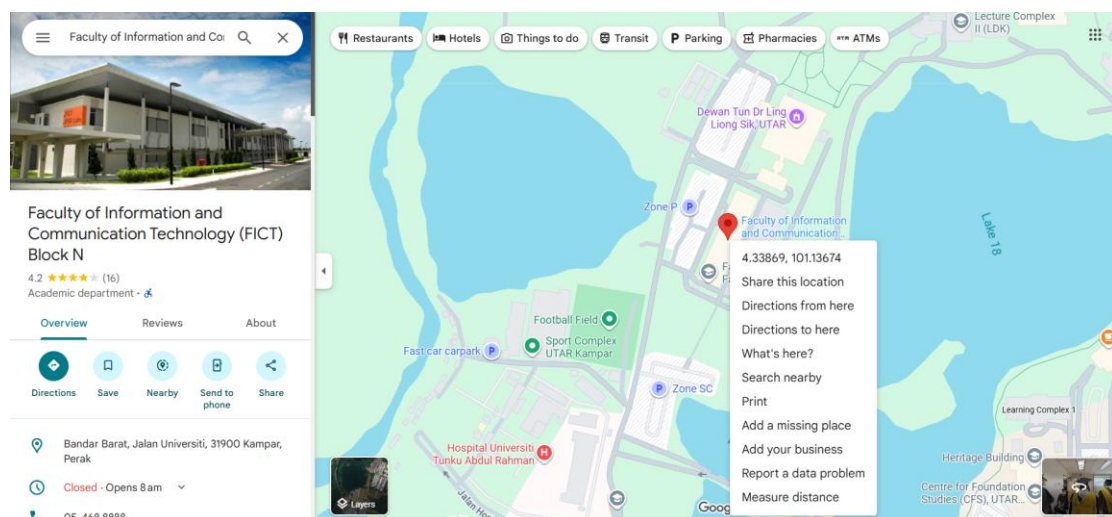 Faculty of Information and Co
Restaurants
Hotels
Things to do
Transit
Parking
Pharmacies
ATMs
Faculty of Information and
Communication Technology (FICT)
Block N
4.2 ★★★★★ (16)
Academic department ·
Overview
Reviews
About
Directions
Save
Nearby
Send to
phone
Share
Bandar Barat, Jalan Universiti, 31900 Kampar,
Perak
Closed · Opens 8 am
05-468 8888
Lecture Complex
II (LDK)
Dewan Tun Dr Ling
Liong Sik, UTAR
Zone P
P
Faculty of Information
and Communication...
4.33869, 101.13674
Share this location
Directions from here
Directions to here
What's here?
Search nearby
Print
Add a missing place
Add your business
Report a data problem
Measure distance
Lake 18
Football Field
Sport Complex
UTAR Kampar
Fast car carpark
P
P
Zone SC
Hospital Universiti
Tunku Abdul Rahman
H
Learning Complex 1
Heritage Building
Centre for Foundation
Studies (CFS), UTAR...
Layers
Goog